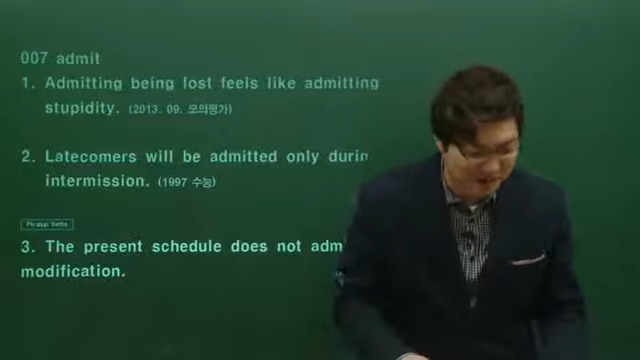 007 admit
1. Admitting being lost feels like admitting
stupidity. (2013. 09. 모의평가)
2. Latecomers will be admitted only durin
intermission. (1997 수능)
Phrasal Verbs
3. The present schedule does not adm
modification.